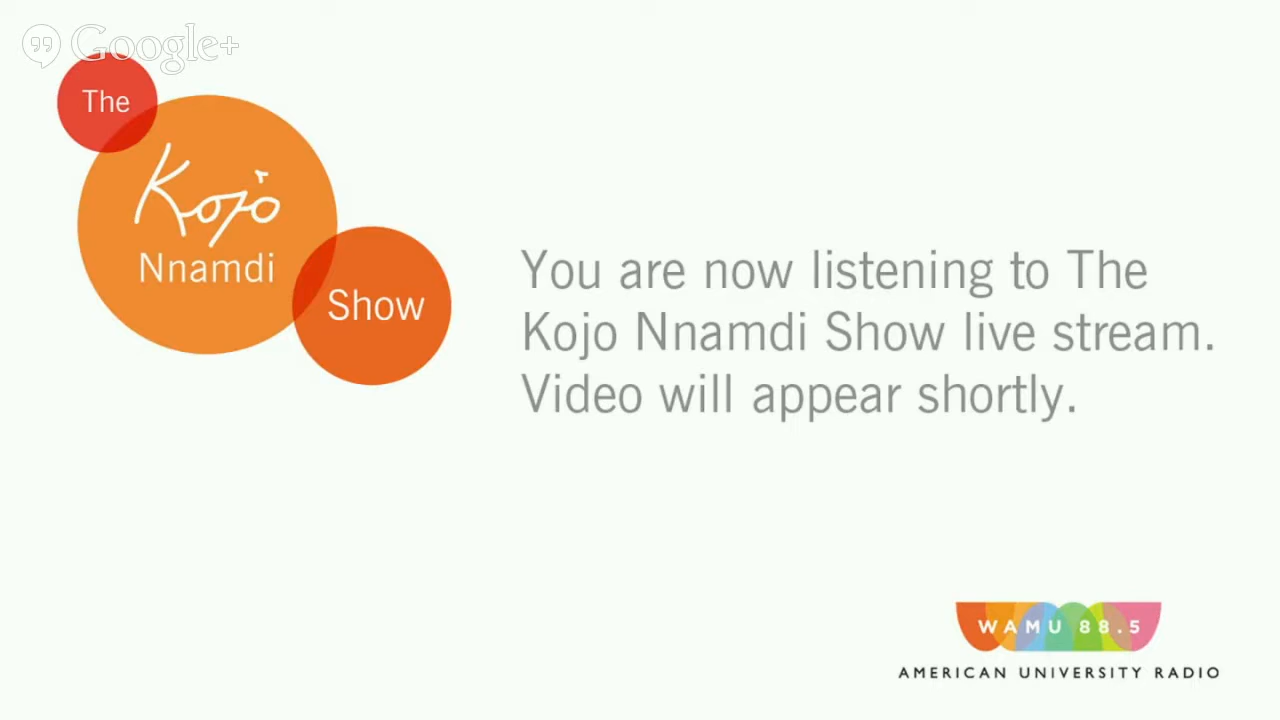 Google+
The
Kojo
Nnamdi
Show
You are now listening to The
Kojo Nnamdi Show live stream.
Video will appear shortly.
WAMU 88.5
AMERICAN UNIVERSITY RADIO